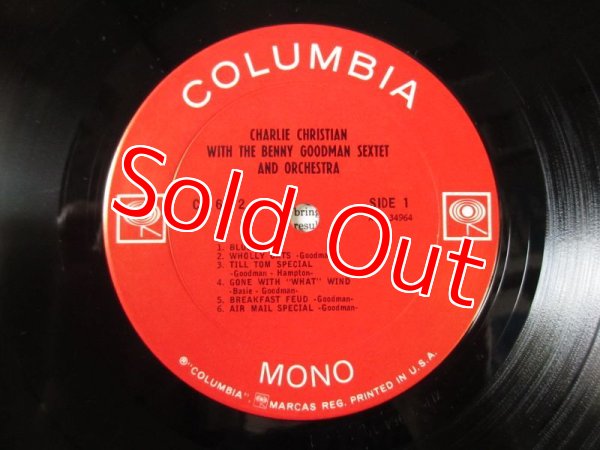 COLUMBIA
CHARLIE CHRISTIAN
WITH THE BENNY GOODMAN SEXTET
AND ORCHESTRA
SIDE 1
bring
34964
Sold Out
2. WHOLLY CATS -Goodman-
3. TILL TOM SPECIAL
-Goodman - Hampton-
4. GONE WITH "WHAT" WIND
-Basie - Goodman-
5. BREAKFAST FEUD -Goodman-
6. AIR MAIL SPECIAL -Goodman-
MONO
℗"COLUMBIA", MARCAS REG. PRINTED IN U.S.A.